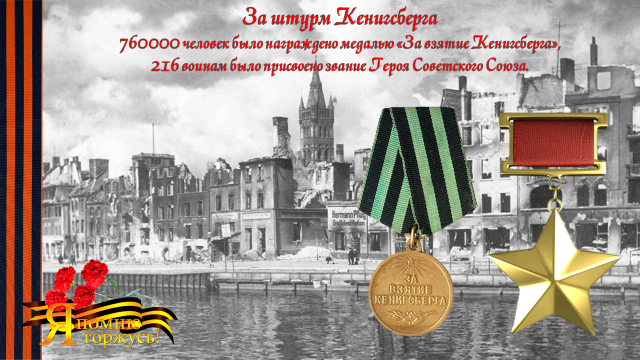 За штурм Кенигсберга
760000 человек было награждено медалью «За взятие Кенигсберга»,
216 воинам было присвоено звание Героя Советского Союза.
Hermann
ЗА
ВЗЯТИЕ
КЕНИГСБЕРГА
Я помню
горжусь!